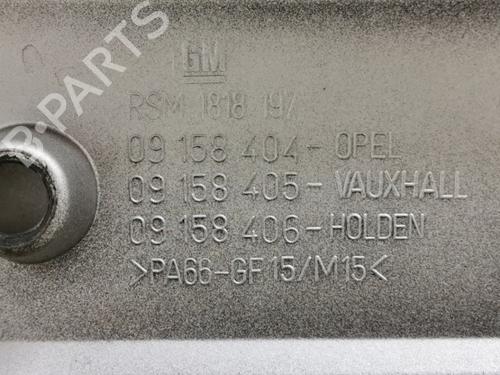 GM
RSM 1818 197
09 158 404 - OPEL
09 158 405 - VAUXHALL
09 158 406 - HOLDEN
>PA66-GF15/M15<
B-PARTS